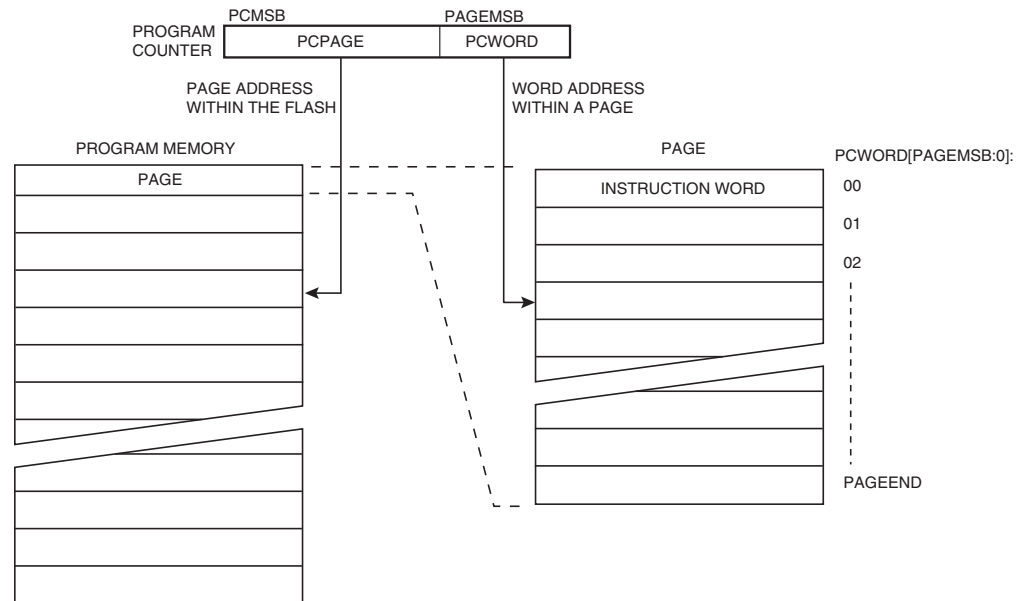 PCMSB PAGEMSB
PROGRAM
COUNTER
PCPAGE PCWORD
PAGE ADDRESS
WITHIN THE FLASH
WORD ADDRESS
WITHIN A PAGE
PROGRAM MEMORY
PAGE
PAGE
INSTRUCTION WORD
PCWORD[PAGEMSB:0]:
00
01
02
PAGEEND